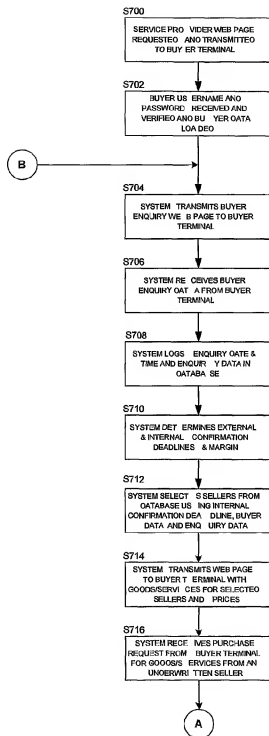 S700
SERVICE PRO VIDER WEB PAGE
REQUESTEO ANO TRANSMITTEO
TO BUY ER TERMINAL
S702
BUYER US ERNAME ANO
PASSWORO RECEIVED AND
VERIFIED ANO BU YER OATA
LOA DEO
B
S704
SYSTEM TRANSMITS BUYER
ENQUIRY WE B PAGE TO BUYER
TERMINAL
S706
SYSTEM RE CEIVES BUYER
ENQUIRY OAT A FROM BUYER
TERMINAL
S708
SYSTEM LOGS ENQUIRY OATE &
TIME AND ENQUIR Y DATA IN
OATABA SE
S710
SYSTEM DET ERMINES EXTERNAL
& INTERNAL CONFIRMATION
DEADLINES & MARGIN
S712
SYSTEM SELECT S SELLERS FROM
OATABASE US ING INTERNAL
CONFIRMATION DEA DLINE, BUYER
DATA AND ENQ UIRY DATA
S714
SYSTEM TRANSMITS WEB PAGE
TO BUYER T ERMINAL WITH
GOODS/SERVI CES FOR SELECTEO
SELLERS AND PRICES
S716
SYSTEM RECE IVES PURCHASE
REQUEST FROM BUYER TERMINAL
FOR GOOOS/S ERVICES FROM AN
UNDERWRI TTEN SELLER
A